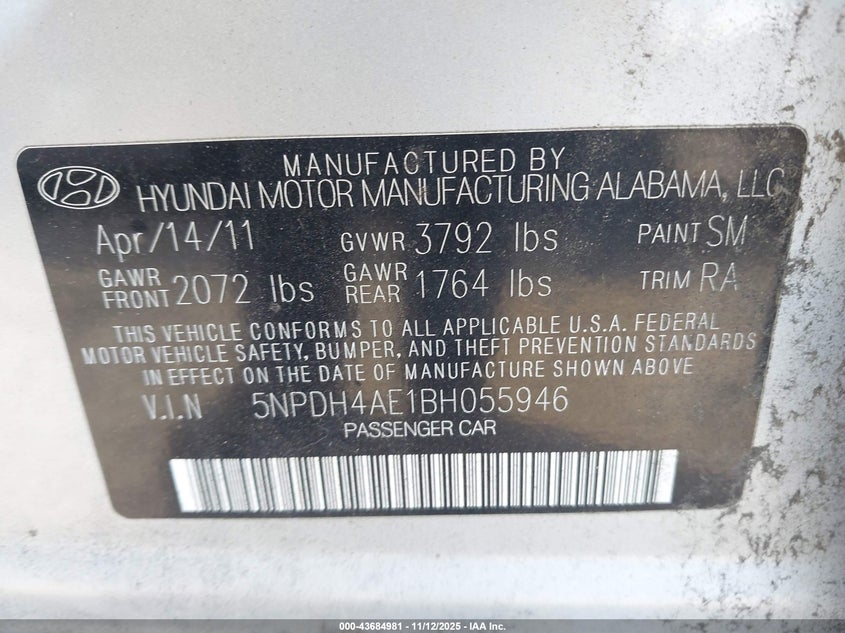 MANUFACTURED BY
HYUNDAI MOTOR MANUFACTURING ALABAMA, LLC
Apr/14/11 GVWR 3792 lbs PAINT SM
GAWR FRONT 2072 lbs GAWR REAR 1764 lbs TRIM RA
THIS VEHICLE CONFORMS TO ALL APPLICABLE U.S.A. FEDERAL
MOTOR VEHICLE SAFETY, BUMPER, AND THEFT PREVENTION STANDARDS
IN EFFECT ON THE DATE OF MANUFACTURE SHOWN ABOVE
V.I.N 5NPDH4AE1BH055946
PASSENGER CAR
000-43684981 - 11/12/2025 - IAA Inc.